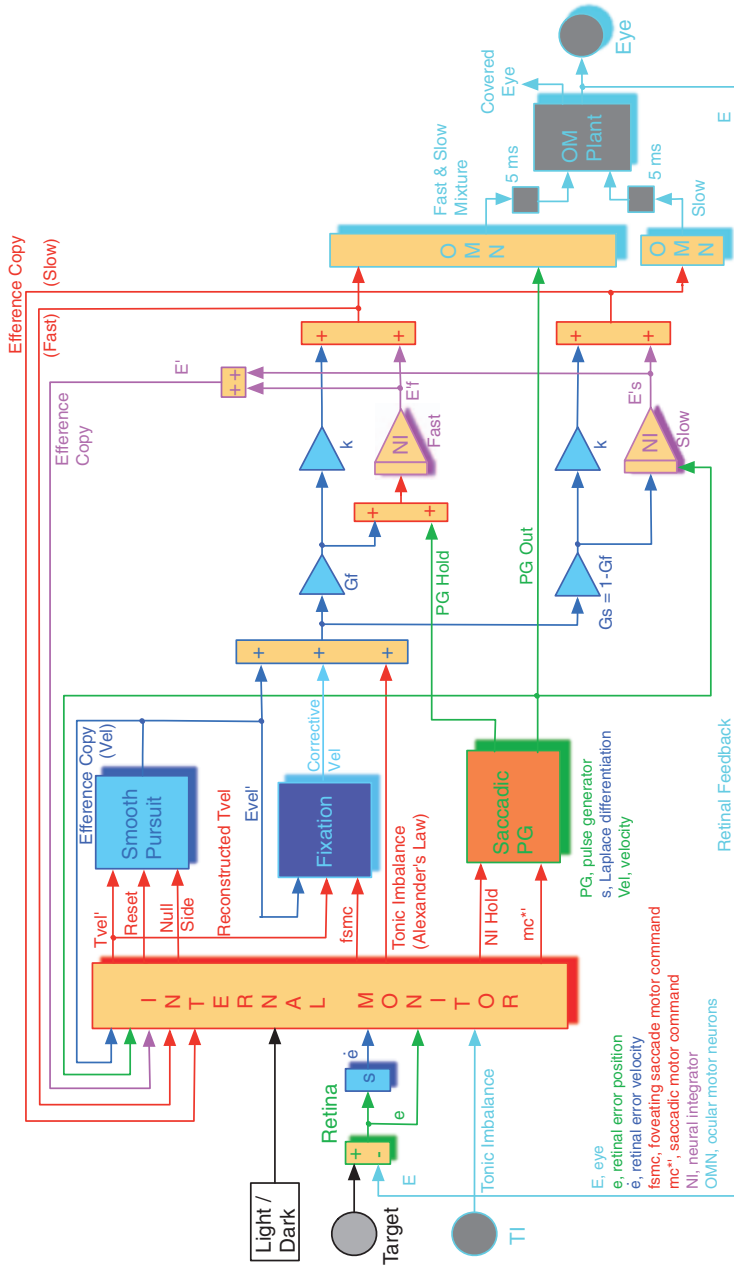 Efference Copy
(Slow)
(Fast)
Efference
Copy
E'
Efference Copy
(Vel)
Smooth
Pursuit
Tvel'
Reset
Null
Side
Reconstructed Tvel
Evel'
Fixation
Corrective
Vel
fsmc
Tonic Imbalance
(Alexander's Law)
NI Hold
mc*'
Saccadic
PG
INTERNAL MONITOR
Light /
Dark
Target
TI
Tonic Imbalance
Retina
+
-
E
e
s
ė
+
+
+
Gf
k
+
+
NI
Fast
E'f
+
+
+ +
PG Hold
PG Out
Gs = 1-Gf
k
NI
Slow
E's
+
+
OMN
OMN
Fast & Slow
Mixture
5 ms
5 ms
Slow
OM
Plant
Covered
Eye
Eye
E
Retinal Feedback
PG, pulse generator
s, Laplace differentiation
Vel, velocity
E, eye
e, retinal error position
ė, retinal error velocity
fsmc, foveating saccade motor command
mc*', saccadic motor command
NI, neural integrator
OMN, ocular motor neurons